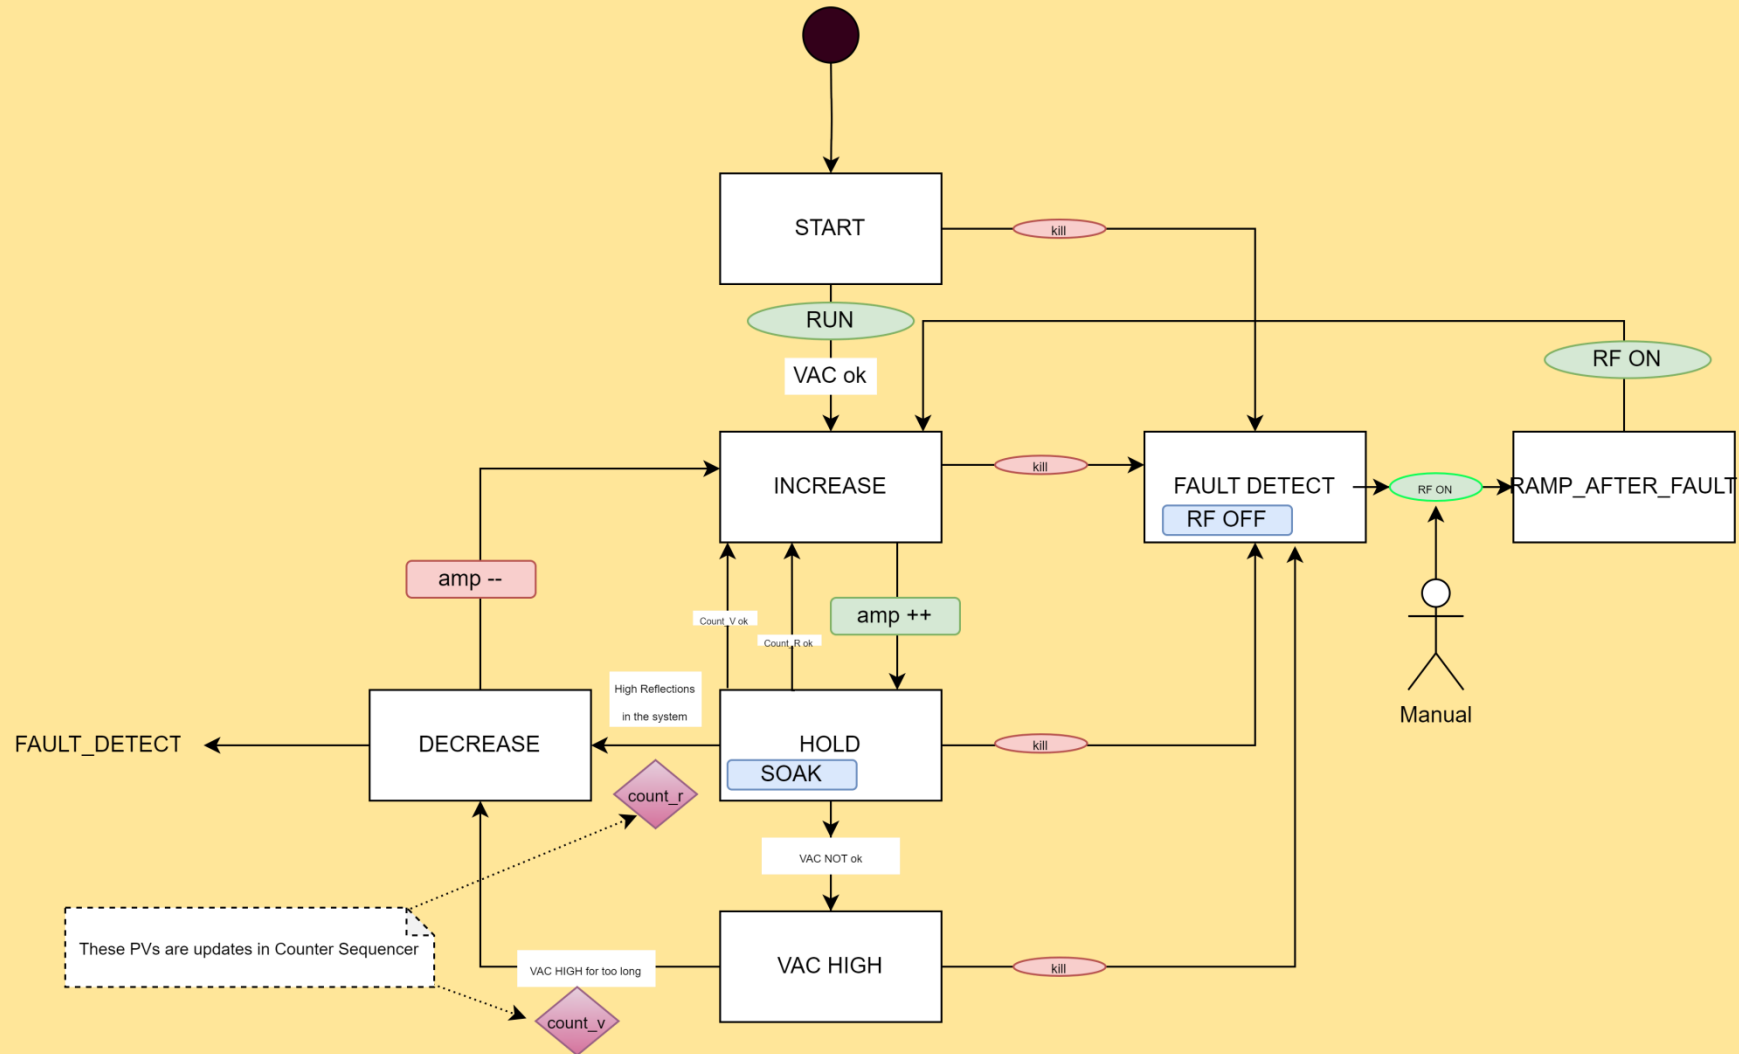 START
kill
RUN
VAC ok
RF ON
INCREASE
kill
FAULT DETECT
RF OFF
RF ON
RAMP_AFTER_FAULT
amp --
Count_V ok
Count_R ok
amp ++
Manual
High Reflections
in the system
FAULT_DETECT
DECREASE
HOLD
SOAK
kill
count_r
VAC NOT ok
These PVs are updates in Counter Sequencer
VAC HIGH for too long
VAC HIGH
kill
count_v